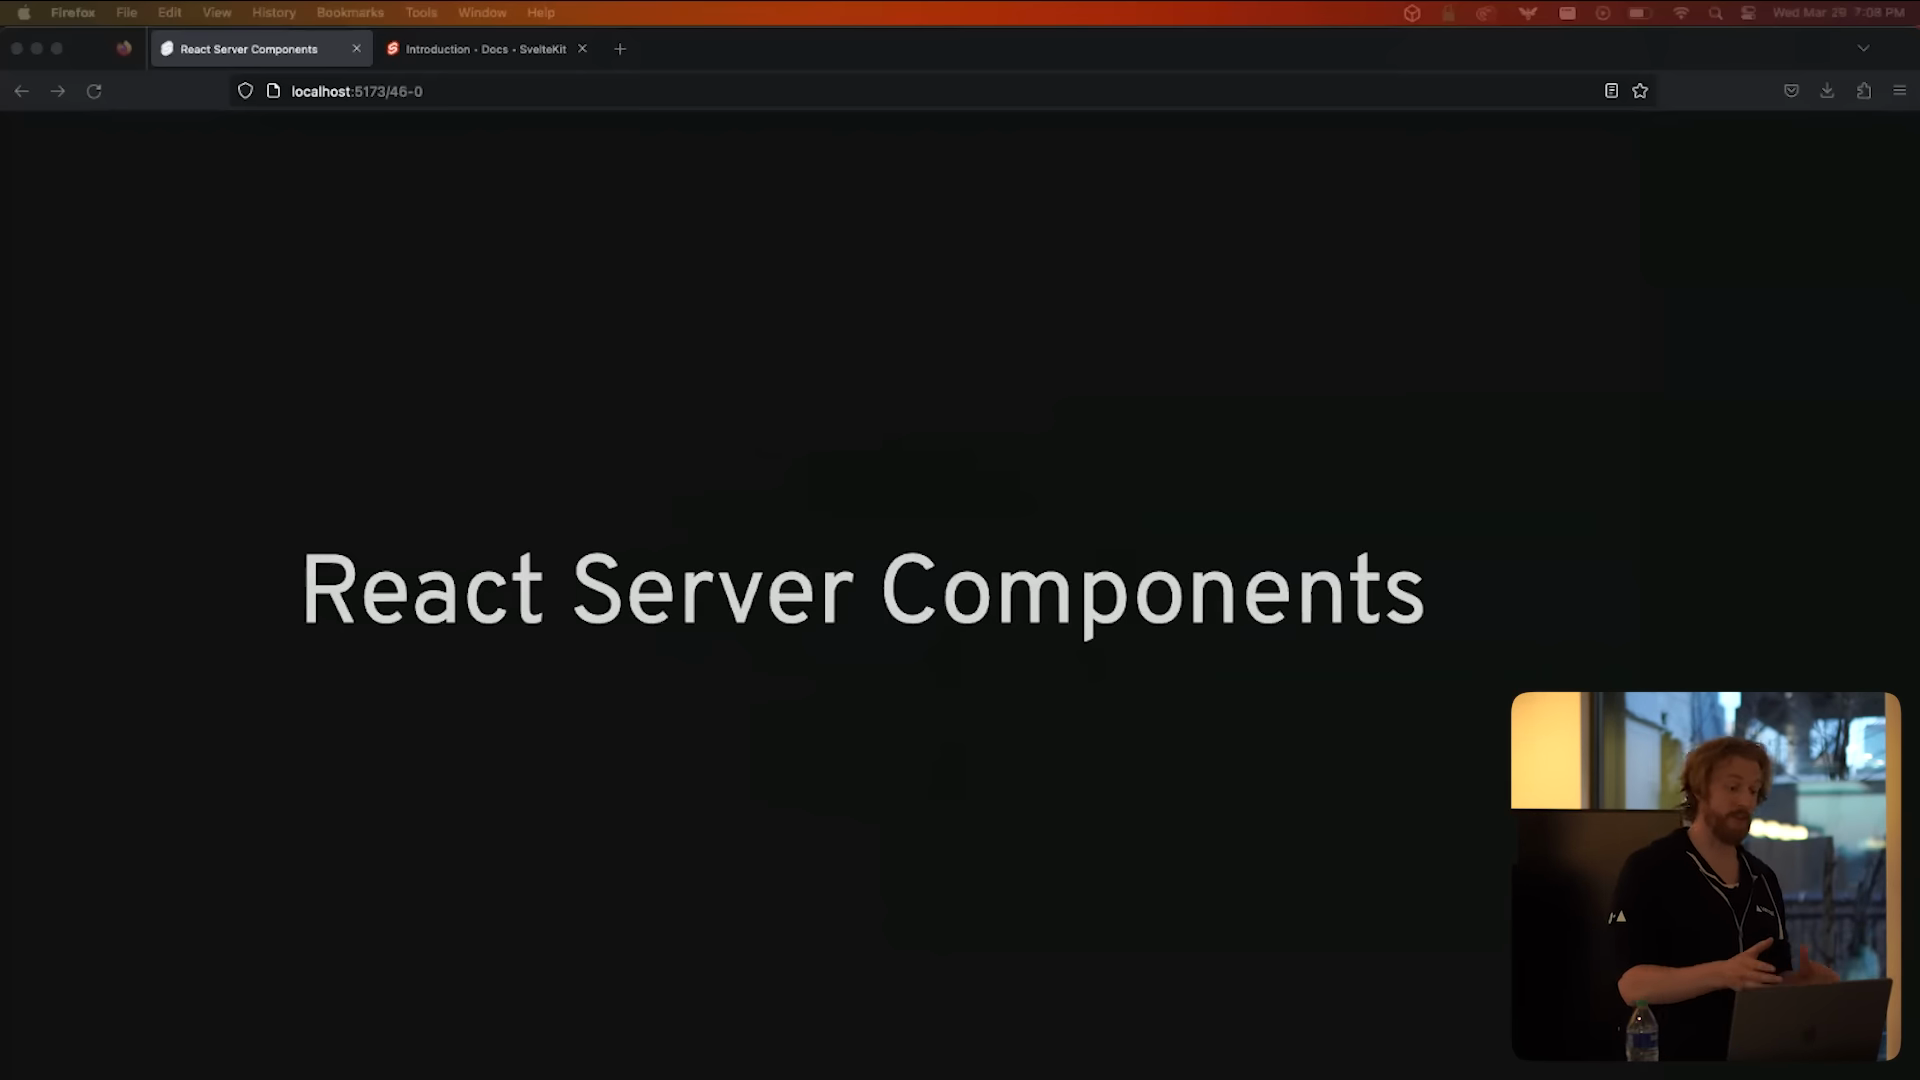 Firefox File Edit View History Bookmarks Tools Window Help Wed Mar 29 7:08 PM
React Server Components Introduction - Docs - SvelteKit
localhost:5173/46-0
React Server Components